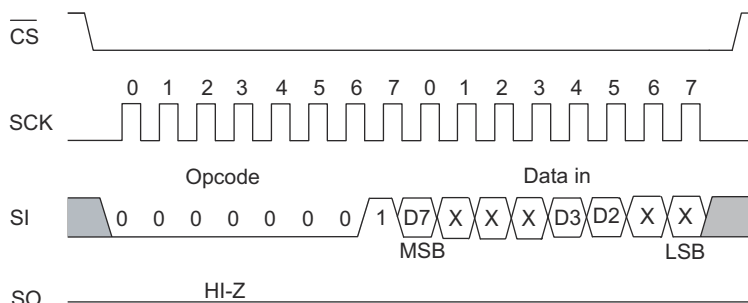 CS
0 1 2 3 4 5 6 7 0 1 2 3 4 5 6 7
SCK
Opcode Data in
SI 0 0 0 0 0 0 0 1 D7 X X X D3 D2 X X
MSB LSB
HI-Z
SO